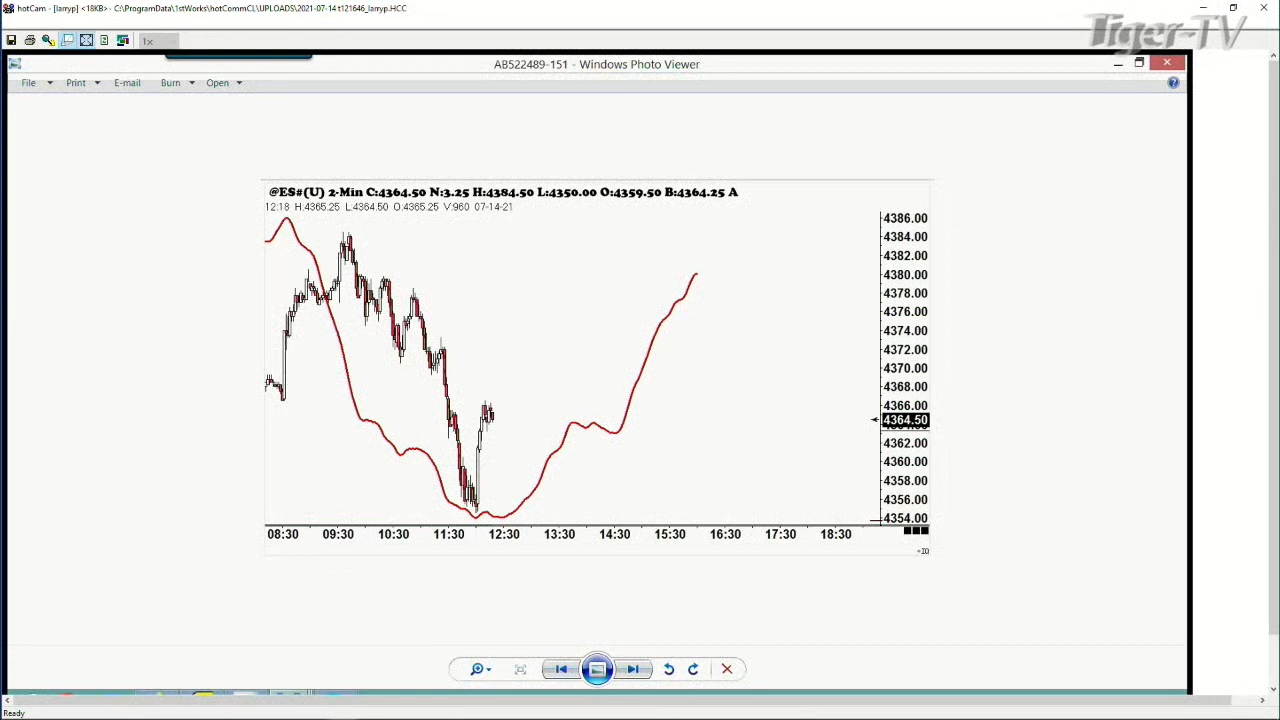 hotCam - [larryp] <18KB> - C:\ProgramData\1stWorks\hotCommCL\UPLOADS\2021-07-14 t121646_larryp.HCC
Tiger-TV
1x
AB522489-151 - Windows Photo Viewer
File Print E-mail Burn Open
@ES#(U) 2-Min C:4364.50 N:3.25 H:4384.50 L:4350.00 O:4359.50 B:4364.25 A
12:18 H:4365.25 L:4364.50 O:4365.25 V:960 07-14-21
4386.00
4384.00
4382.00
4380.00
4378.00
4376.00
4374.00
4372.00
4370.00
4368.00
4366.00
4364.50
4362.00
4360.00
4358.00
4356.00
4354.00
08:30 09:30 10:30 11:30 12:30 13:30 14:30 15:30 16:30 17:30 18:30
Ready